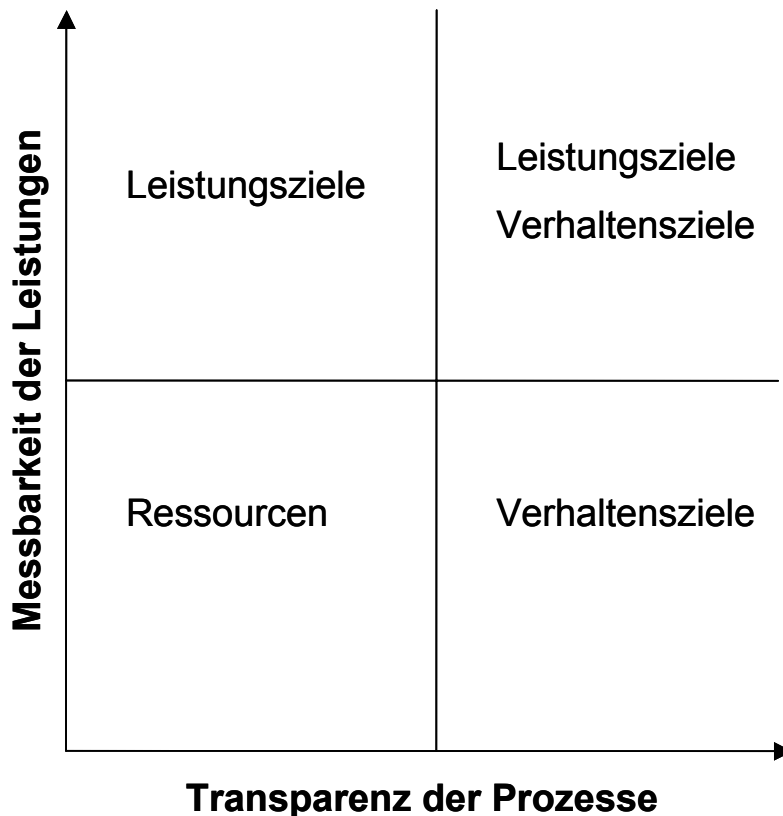 Messbarkeit der Leistungen
Leistungsziele
Leistungsziele
Verhaltensziele
Ressourcen
Verhaltensziele
Transparenz der Prozesse